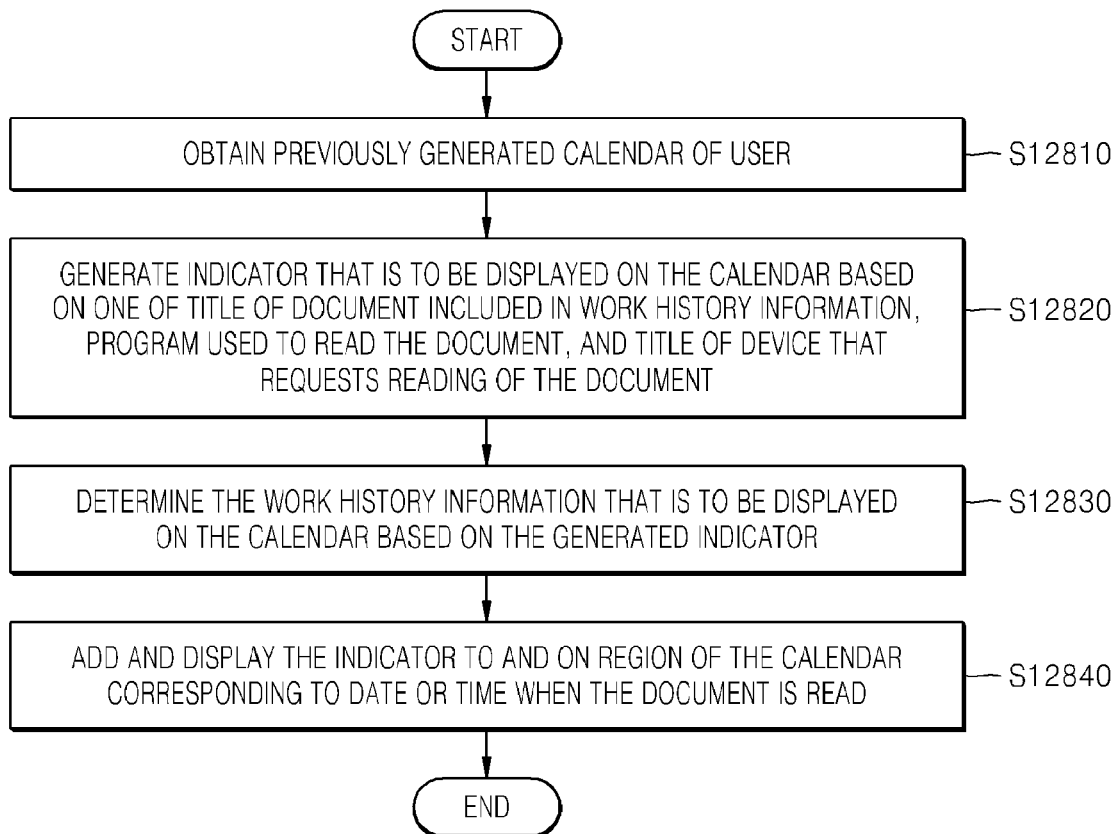 START
OBTAIN PREVIOUSLY GENERATED CALENDAR OF USER
S12810
GENERATE INDICATOR THAT IS TO BE DISPLAYED ON THE CALENDAR BASED
ON ONE OF TITLE OF DOCUMENT INCLUDED IN WORK HISTORY INFORMATION,
PROGRAM USED TO READ THE DOCUMENT, AND TITLE OF DEVICE THAT
REQUESTS READING OF THE DOCUMENT
S12820
DETERMINE THE WORK HISTORY INFORMATION THAT IS TO BE DISPLAYED
ON THE CALENDAR BASED ON THE GENERATED INDICATOR
S12830
ADD AND DISPLAY THE INDICATOR TO AND ON REGION OF THE CALENDAR
CORRESPONDING TO DATE OR TIME WHEN THE DOCUMENT IS READ
S12840
END